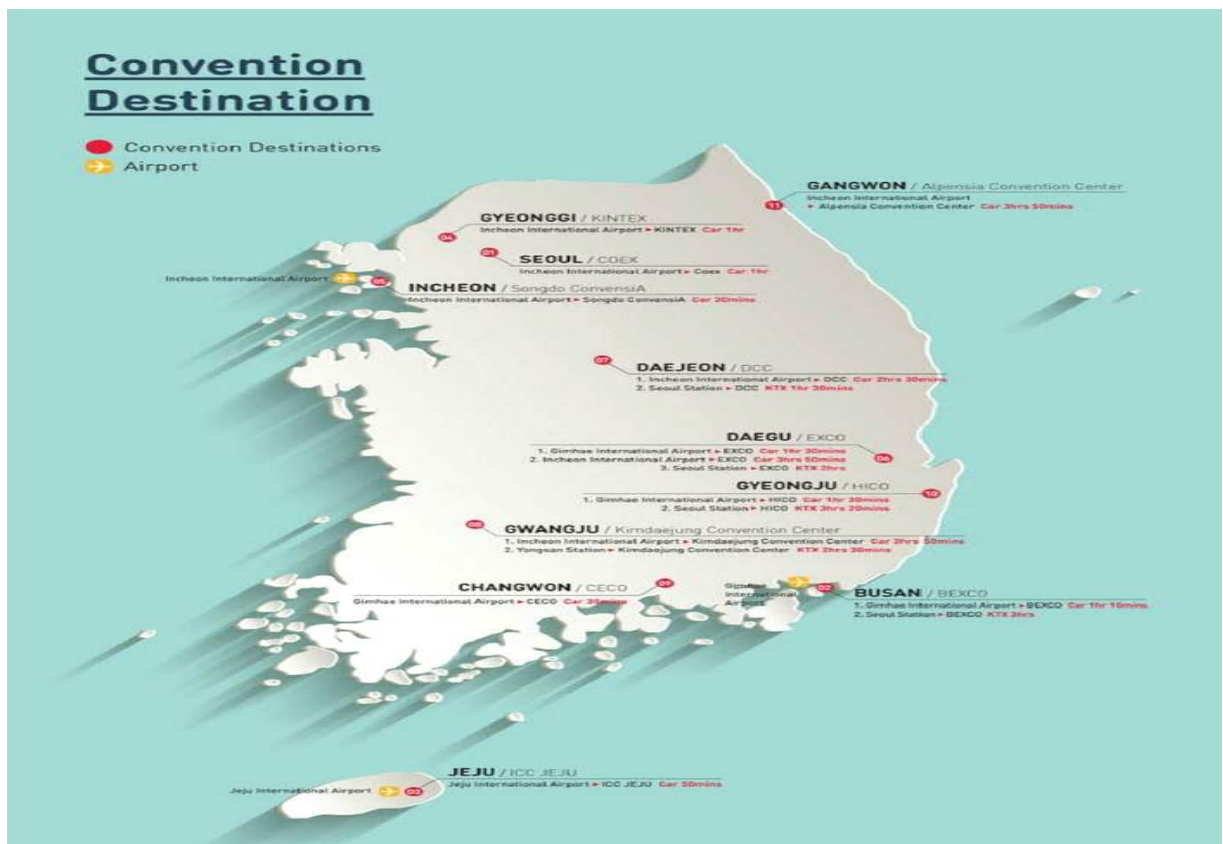 Convention
Destination
Convention Destinations
Airport
11
GANGWON / Alpensia Convention Center
Incheon International Airport
▸ Alpensia Convention Center Car 3hrs 50mins
04
GYEONGGI / KINTEX
Incheon International Airport ▸ KINTEX Car 1hr
01
SEOUL / COEX
Incheon International Airport ▸ Coex Car 1hr
Incheon International Airport
05
INCHEON / Songdo ConvensiA
Incheon International Airport ▸ Songdo ConvensiA Car 30mins
07
DAEJEON / DCC
1. Incheon International Airport ▸ DCC Car 2hrs 30mins
2. Seoul Station ▸ DCC KTX 1hr 30mins
06
DAEGU / EXCO
1. Gimhae International Airport ▸ EXCO Car 1hr 30mins
2. Incheon International Airport ▸ EXCO Car 3hrs 50mins
3. Seoul Station ▸ EXCO KTX 2hrs
10
GYEONGJU / HICO
1. Gimhae International Airport ▸ HICO Car 1hr 30mins
2. Seoul Station ▸ HICO KTX 3hrs 20mins
08
GWANGJU / Kimdaejung Convention Center
1. Incheon International Airport ▸ Kimdaejung Convention Center Car 3hrs 50mins
2. Yongsan Station ▸ Kimdaejung Convention Center KTX 2hrs 30mins
09
CHANGWON / CECO
Gimhae International Airport ▸ CECO Car 30mins
Gimhae
International
Airport
02
BUSAN / BEXCO
1. Gimhae International Airport ▸ BEXCO Car 1hr 10mins
2. Seoul Station ▸ BEXCO KTX 3hrs
Jeju International Airport
03
JEJU / ICC JEJU
Jeju International Airport ▸ ICC JEJU Car 50mins